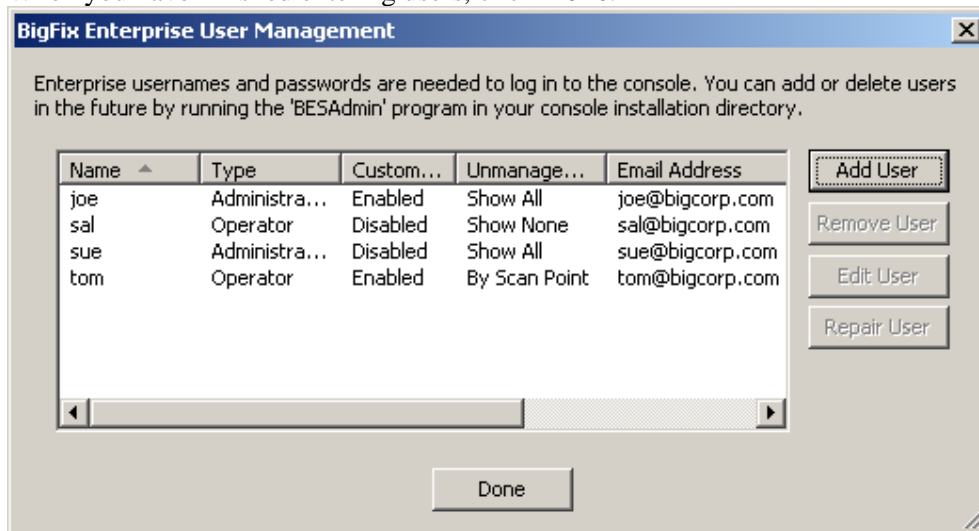 BigFix Enterprise User Management
Enterprise usernames and passwords are needed to log in to the console. You can add or delete users
in the future by running the 'BESAdmin' program in your console installation directory.
Name Type Custom... Unmanage... Email Address
joe Administra... Enabled Show All joe@bigcorp.com
sal Operator Disabled Show None sal@bigcorp.com
sue Administra... Disabled Show All sue@bigcorp.com
tom Operator Enabled By Scan Point tom@bigcorp.com
Add User
Remove User
Edit User
Repair User
Done